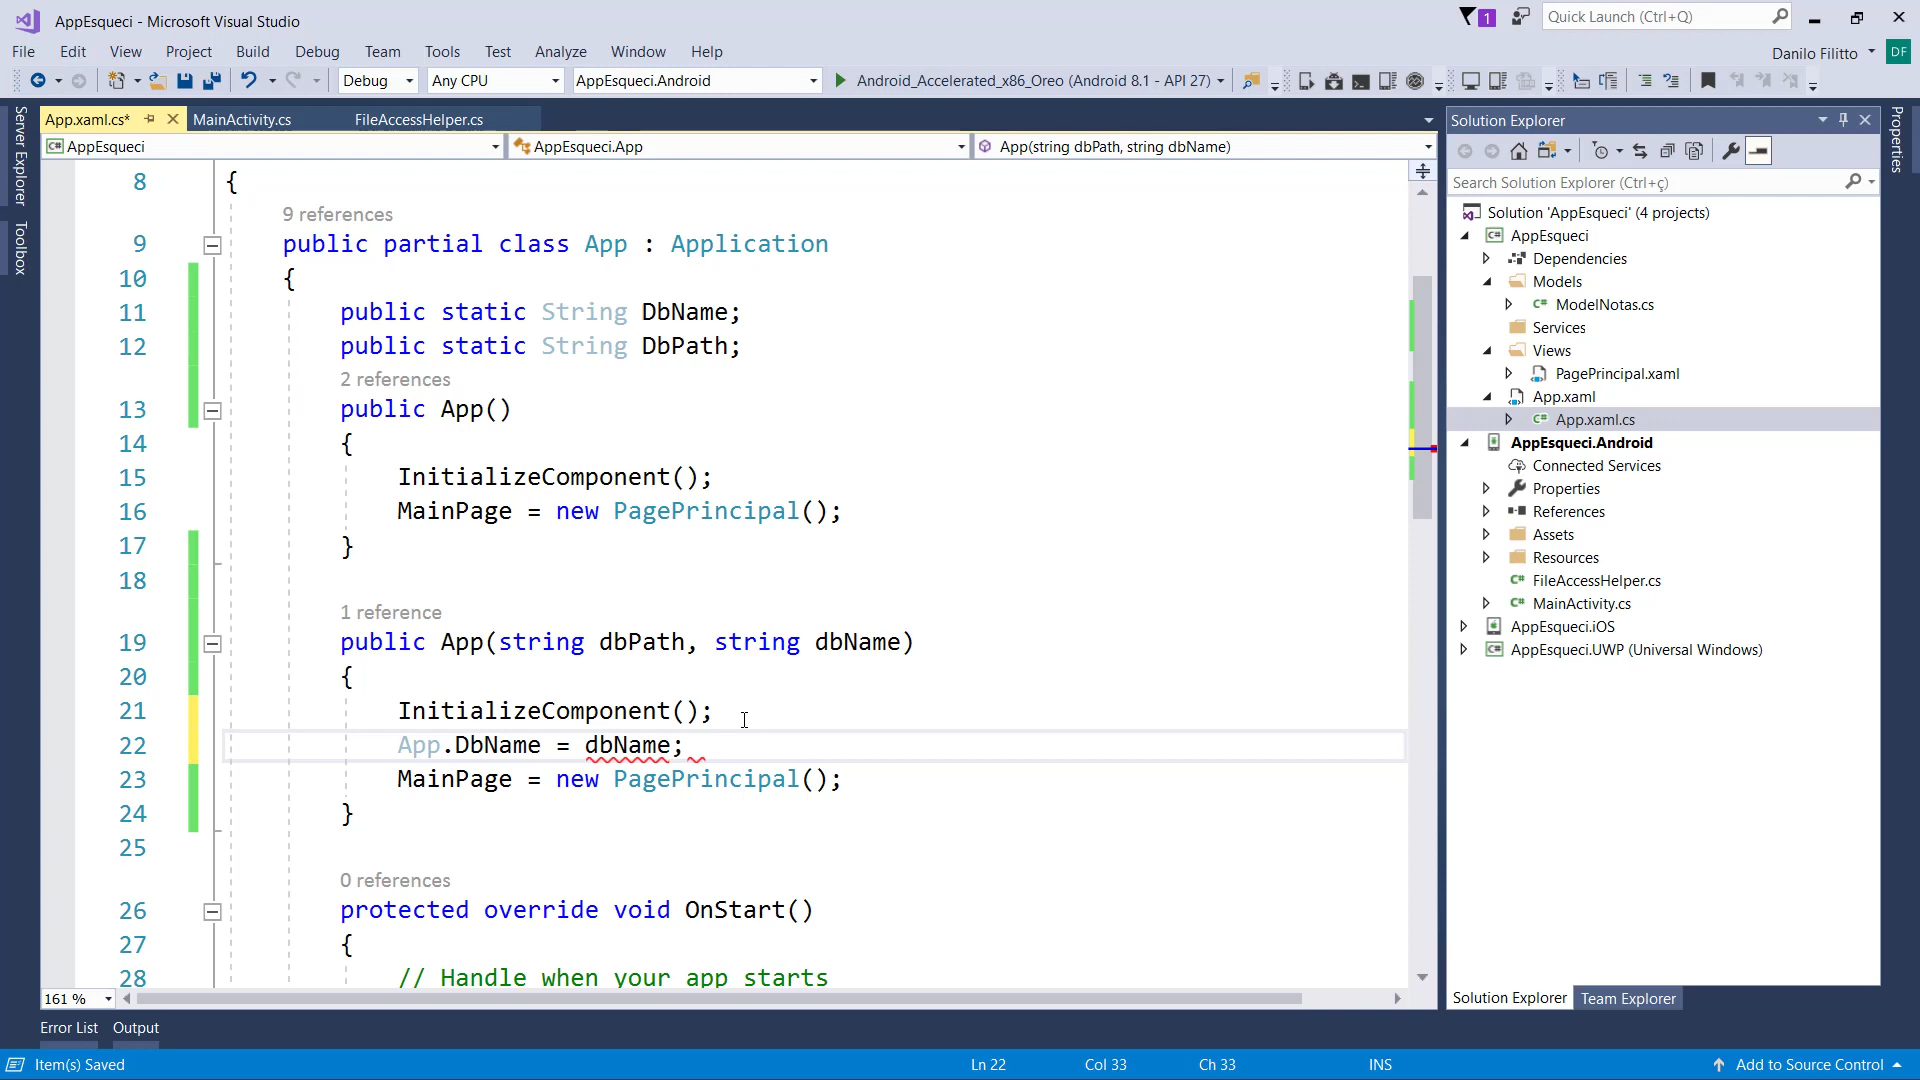 AppEsqueci - Microsoft Visual Studio
1
Quick Launch (Ctrl+Q)
File Edit View Project Build Debug Team Tools Test Analyze Window Help
Danilo Filitto
DF
Debug
Any CPU
AppEsqueci.Android
Android_Accelerated_x86_Oreo (Android 8.1 - API 27)
Server Explorer
Toolbox
App.xaml.cs*
MainActivity.cs
FileAccessHelper.cs
AppEsqueci
AppEsqueci.App
App(string dbPath, string dbName)
8 {
9 references
9 public partial class App : Application
10 {
11 public static String DbName;
12 public static String DbPath;
2 references
13 public App()
14 {
15 InitializeComponent();
16 MainPage = new PagePrincipal();
17 }
18
1 reference
19 public App(string dbPath, string dbName)
20 {
21 InitializeComponent();
22 App.DbName = dbName;
23 MainPage = new PagePrincipal();
24 }
25
0 references
26 protected override void OnStart()
27 {
28 // Handle when your app starts
161 %
Solution Explorer
Search Solution Explorer (Ctrl+ç)
Solution 'AppEsqueci' (4 projects)
AppEsqueci
Dependencies
Models
ModelNotas.cs
Services
Views
PagePrincipal.xaml
App.xaml
App.xaml.cs
AppEsqueci.Android
Connected Services
Properties
References
Assets
Resources
FileAccessHelper.cs
MainActivity.cs
AppEsqueci.iOS
AppEsqueci.UWP (Universal Windows)
Solution Explorer
Team Explorer
Properties
Error List
Output
Item(s) Saved
Ln 22
Col 33
Ch 33
INS
Add to Source Control